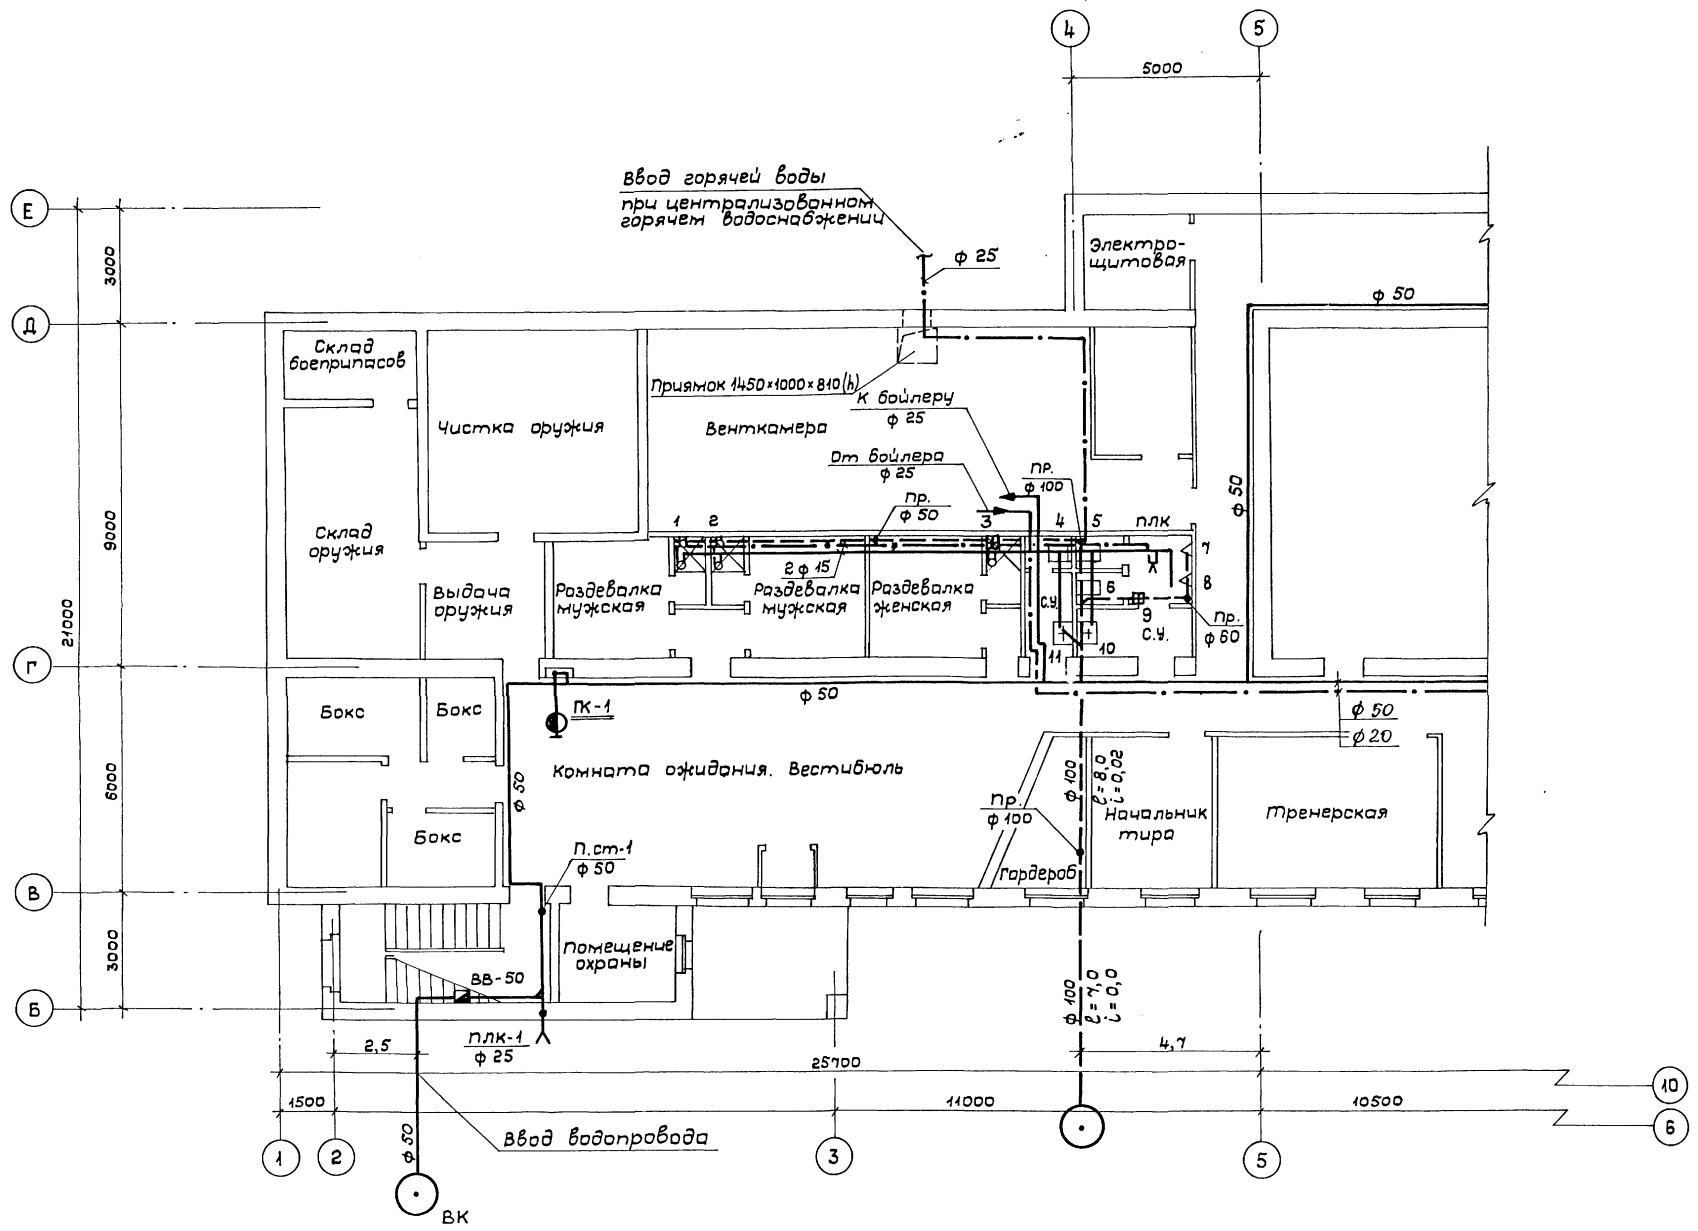 4
5
5000
Ввод горячей воды
при централизованном
горячем водоснабжении
φ 25
Е
3000
Электро-
щитовая
Д
φ 50
Склад
боеприпасов
Приямок 1450×1000×810(h)
К бойлеру
φ 25
Чистка оружия
Венткамера
От бойлера
φ 25
Пр.
φ 100
Пр.
φ 50
φ 50
9000
21000
Склад
оружия
1
2
3
4
5
ПЛК
7
8
2 φ 15
Выдача
оружия
Раздевалка
мужская
Раздевалка
мужская
Раздевалка
женская
С.У.
6
9
С.У.
Пр.
φ 60
10
11
Г
φ 50
Бокс
Бокс
ПК-1
φ 50
φ 20
6000
φ 50
Комната ожидания. Вестибюль
φ 100
ℓ = 8,0
i = 0,02
Пр.
φ 100
Начальник
тира
Тренерская
Бокс
П.ст-1
φ 50
Гардероб
В
3000
Помещение
охраны
ВВ-50
φ 100
ℓ = 7,0
i = 0,0
Б
ПЛК-1
φ 25
2,5
4,7
25700
10
1500
11000
10500
6
φ 50
Ввод водопровода
1
2
3
5
ВК